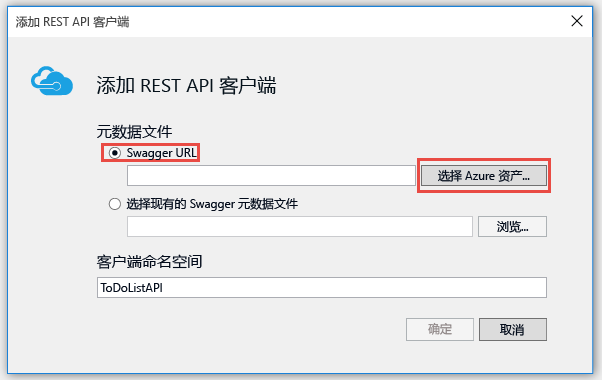 添加 REST API 客户端
添加 REST API 客户端
元数据文件
Swagger URL
选择 Azure 资产...
选择现有的 Swagger 元数据文件
浏览...
客户端命名空间
ToDoListAPI
确定
取消